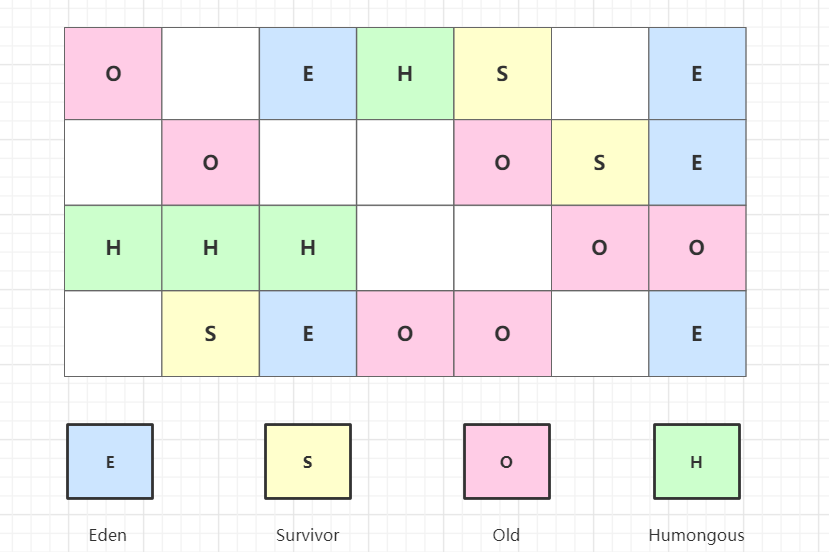 O E H S E
O O S E
H H H O O
S E O O E
E S O H
Eden Survivor Old Humongous